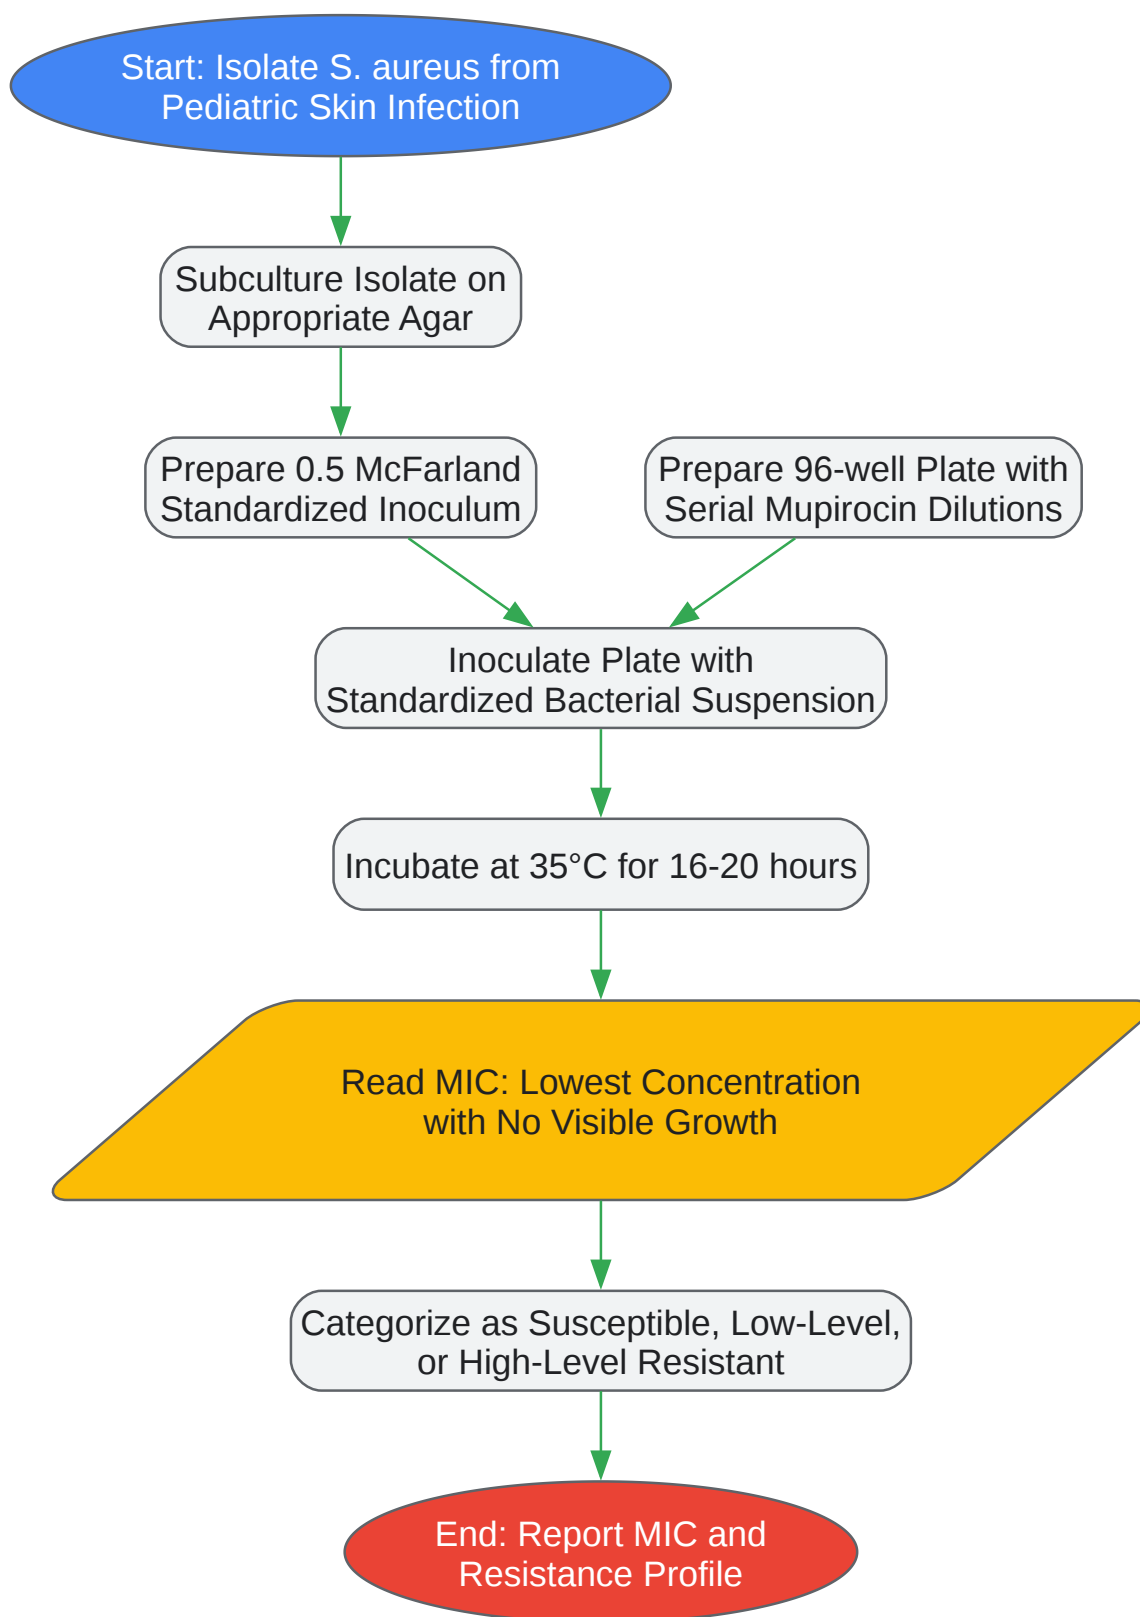 Start: Isolate S. aureus from
Pediatric Skin Infection
Subculture Isolate on
Appropriate Agar
Prepare 0.5 McFarland
Standardized Inoculum
Prepare 96-well Plate with
Serial Mupirocin Dilutions
Inoculate Plate with
Standardized Bacterial Suspension
Incubate at 35°C for 16-20 hours
Read MIC: Lowest Concentration
with No Visible Growth
Categorize as Susceptible, Low-Level,
or High-Level Resistant
End: Report MIC and
Resistance Profile